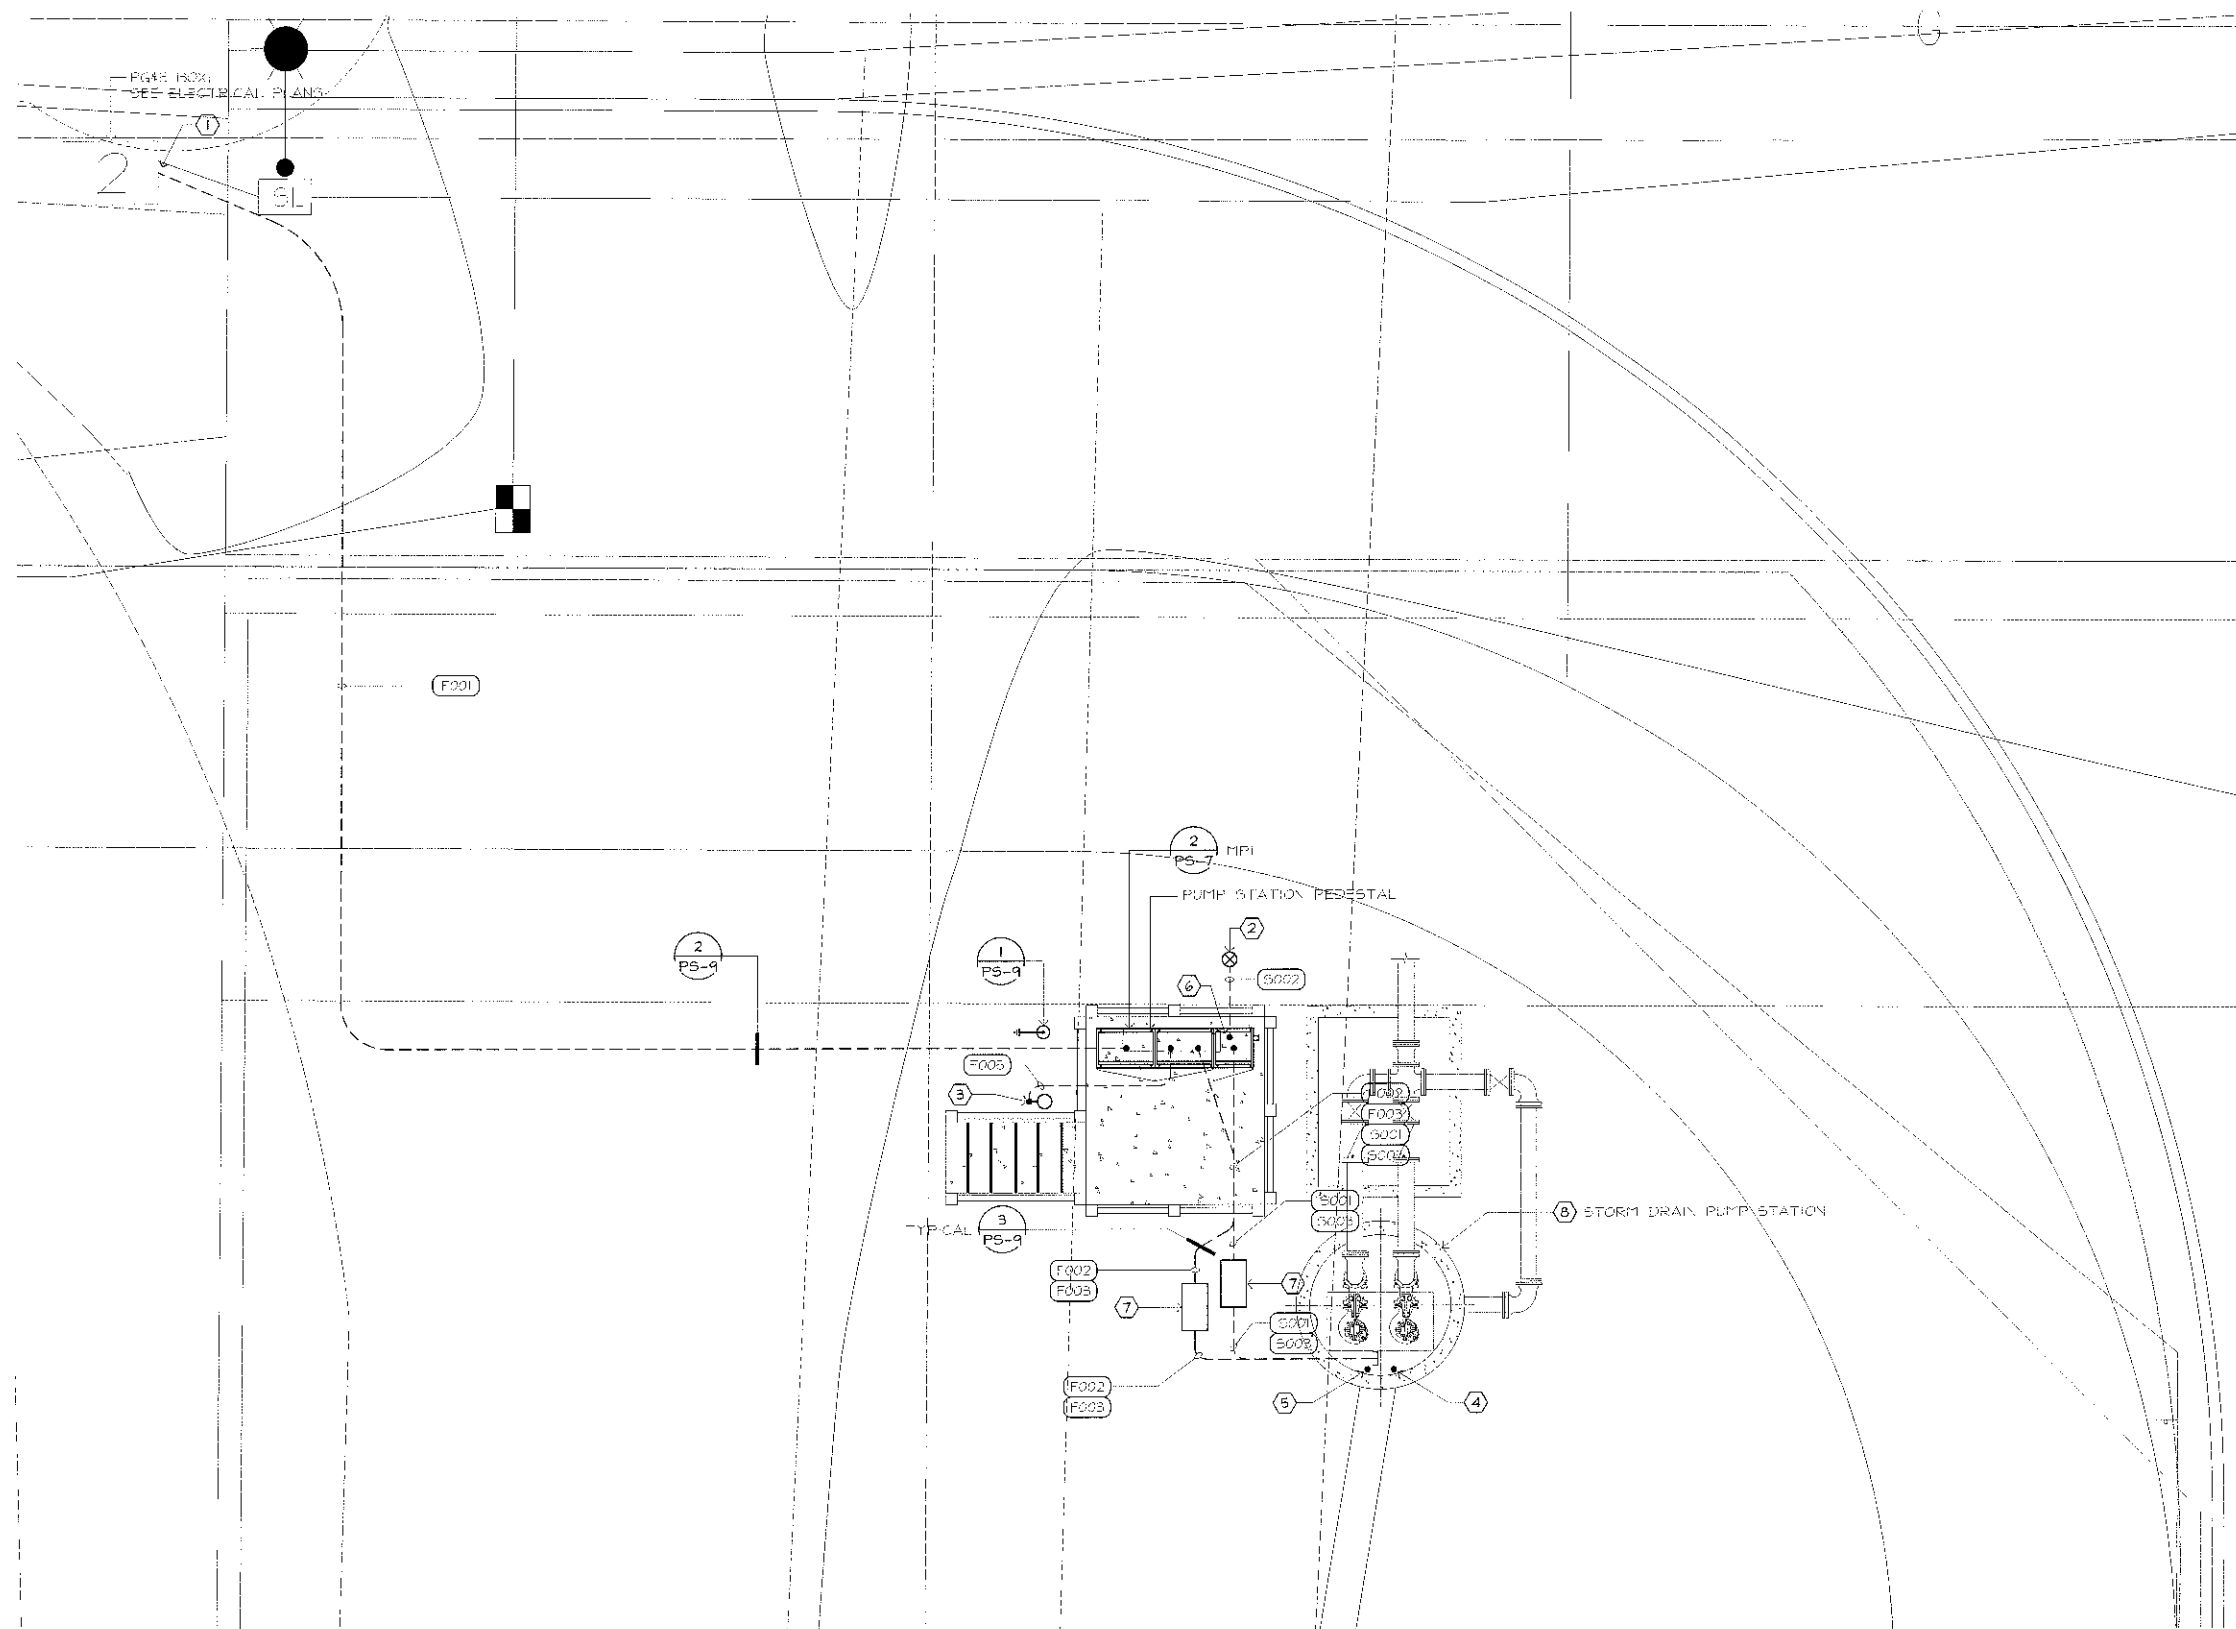 G
PG&E BOX;
SEE ELECTRICAL PLANS
1
2
SL
F001
2
PS-7
MP1
PUMP STATION PEDESTAL
2
2
PS-9
1
PS-9
S002
6
F005
3
F002
F003
S001
S003
S001
S003
8 STORM DRAIN PUMP STATION
TYPICAL
3
PS-9
F002
F003
7
7
S001
S003
F002
F003
5
4